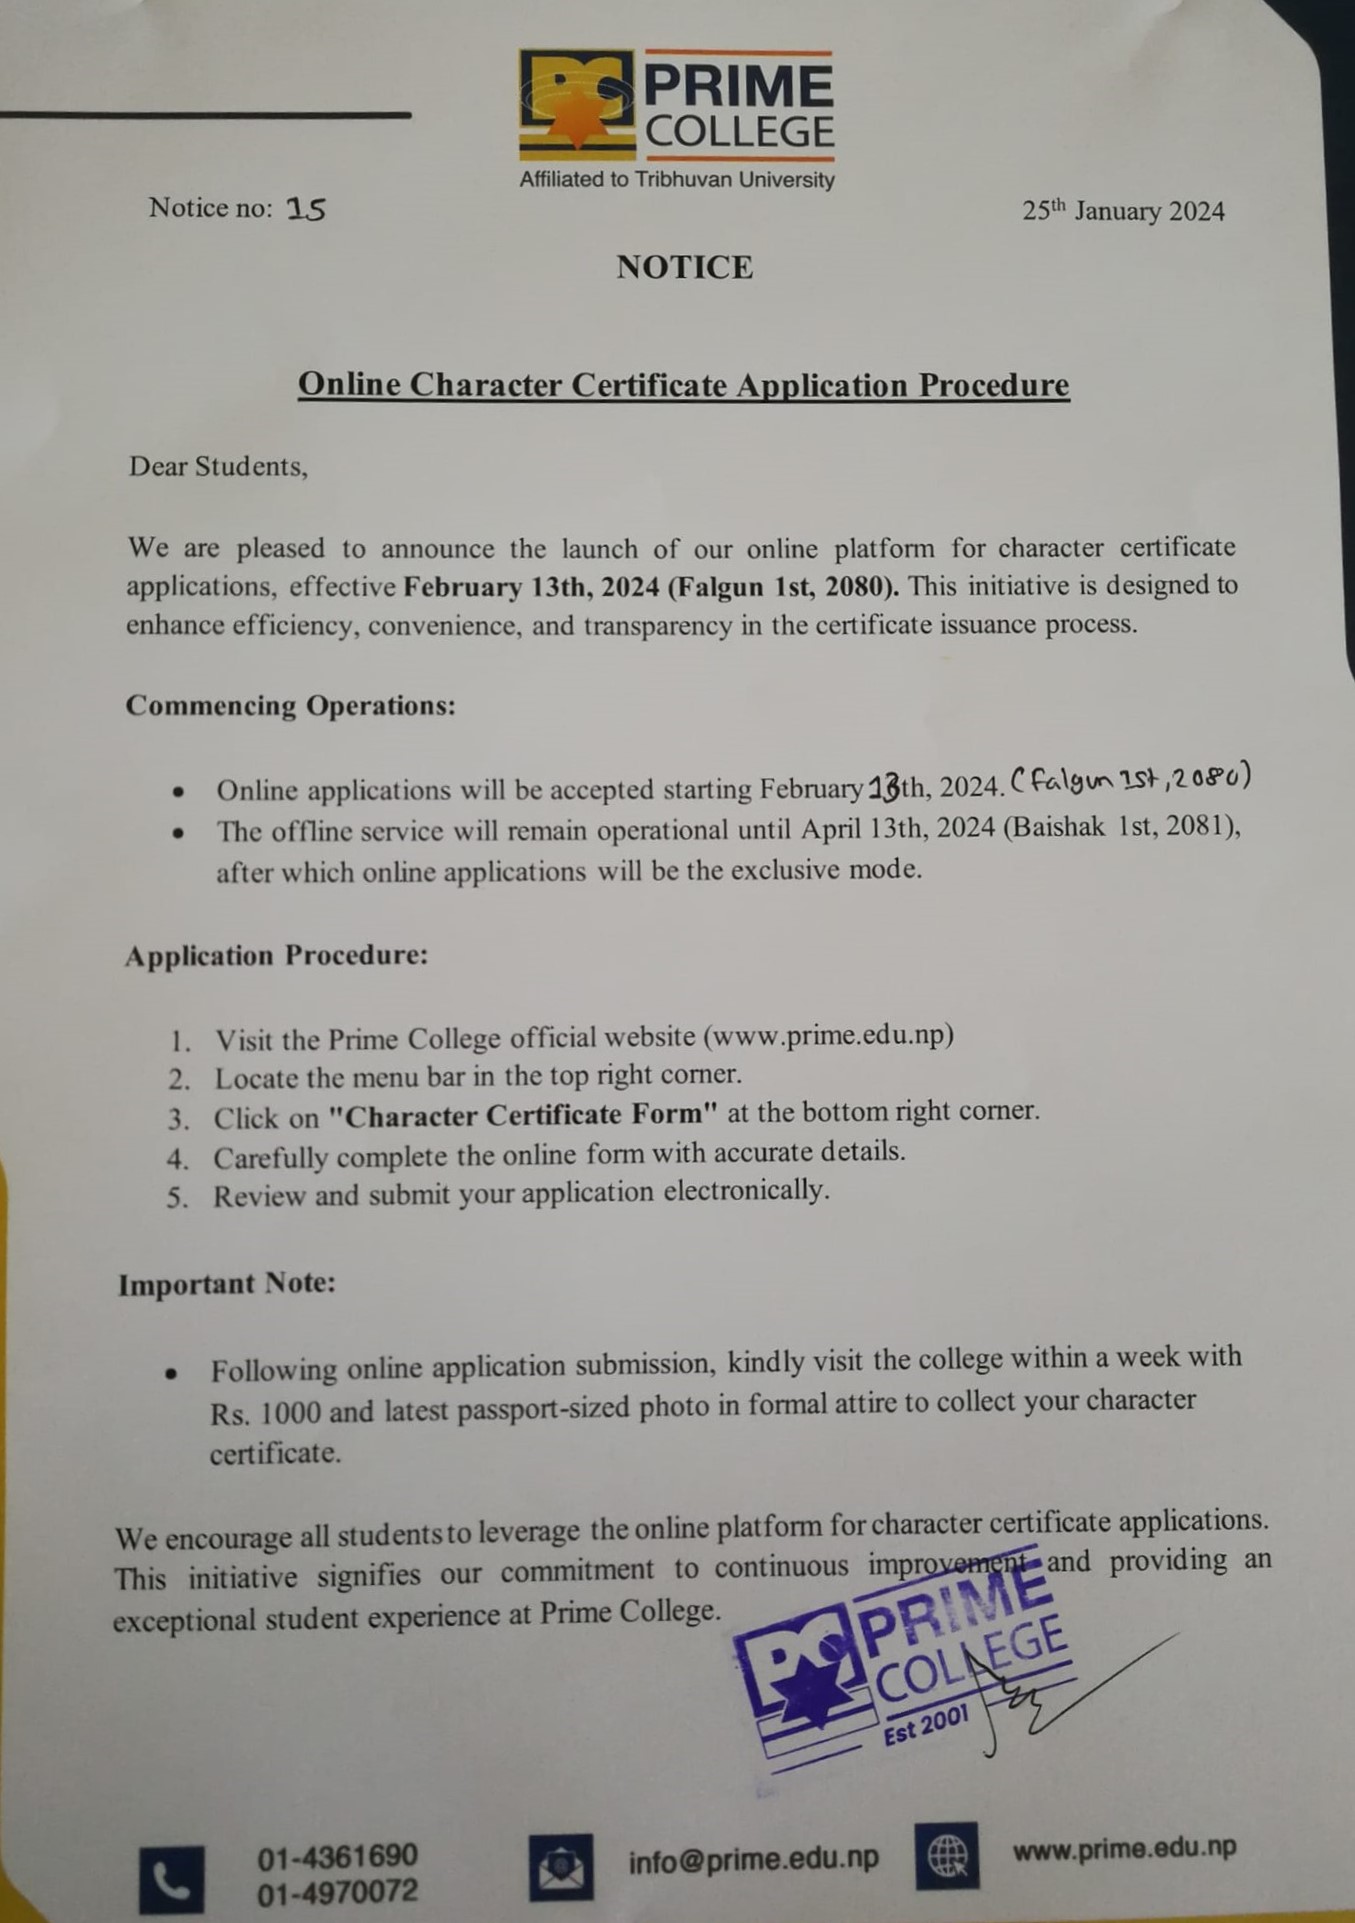 PC PRIME
COLLEGE
Affiliated to Tribhuvan University
Notice no: 15
25th January 2024
NOTICE
Online Character Certificate Application Procedure
Dear Students,
We are pleased to announce the launch of our online platform for character certificate
applications, effective February 13th, 2024 (Falgun 1st, 2080). This initiative is designed to
enhance efficiency, convenience, and transparency in the certificate issuance process.
Commencing Operations:
• Online applications will be accepted starting February 13th, 2024. (Falgun 1st, 2080)
• The offline service will remain operational until April 13th, 2024 (Baishak 1st, 2081),
after which online applications will be the exclusive mode.
Application Procedure:
1. Visit the Prime College official website (www.prime.edu.np)
2. Locate the menu bar in the top right corner.
3. Click on "Character Certificate Form" at the bottom right corner.
4. Carefully complete the online form with accurate details.
5. Review and submit your application electronically.
Important Note:
• Following online application submission, kindly visit the college within a week with
Rs. 1000 and latest passport-sized photo in formal attire to collect your character
certificate.
We encourage all students to leverage the online platform for character certificate applications.
This initiative signifies our commitment to continuous improvement and providing an
exceptional student experience at Prime College.
PC PRIME
COLLEGE
Est 2001
01-4361690
01-4970072
info@prime.edu.np
www.prime.edu.np